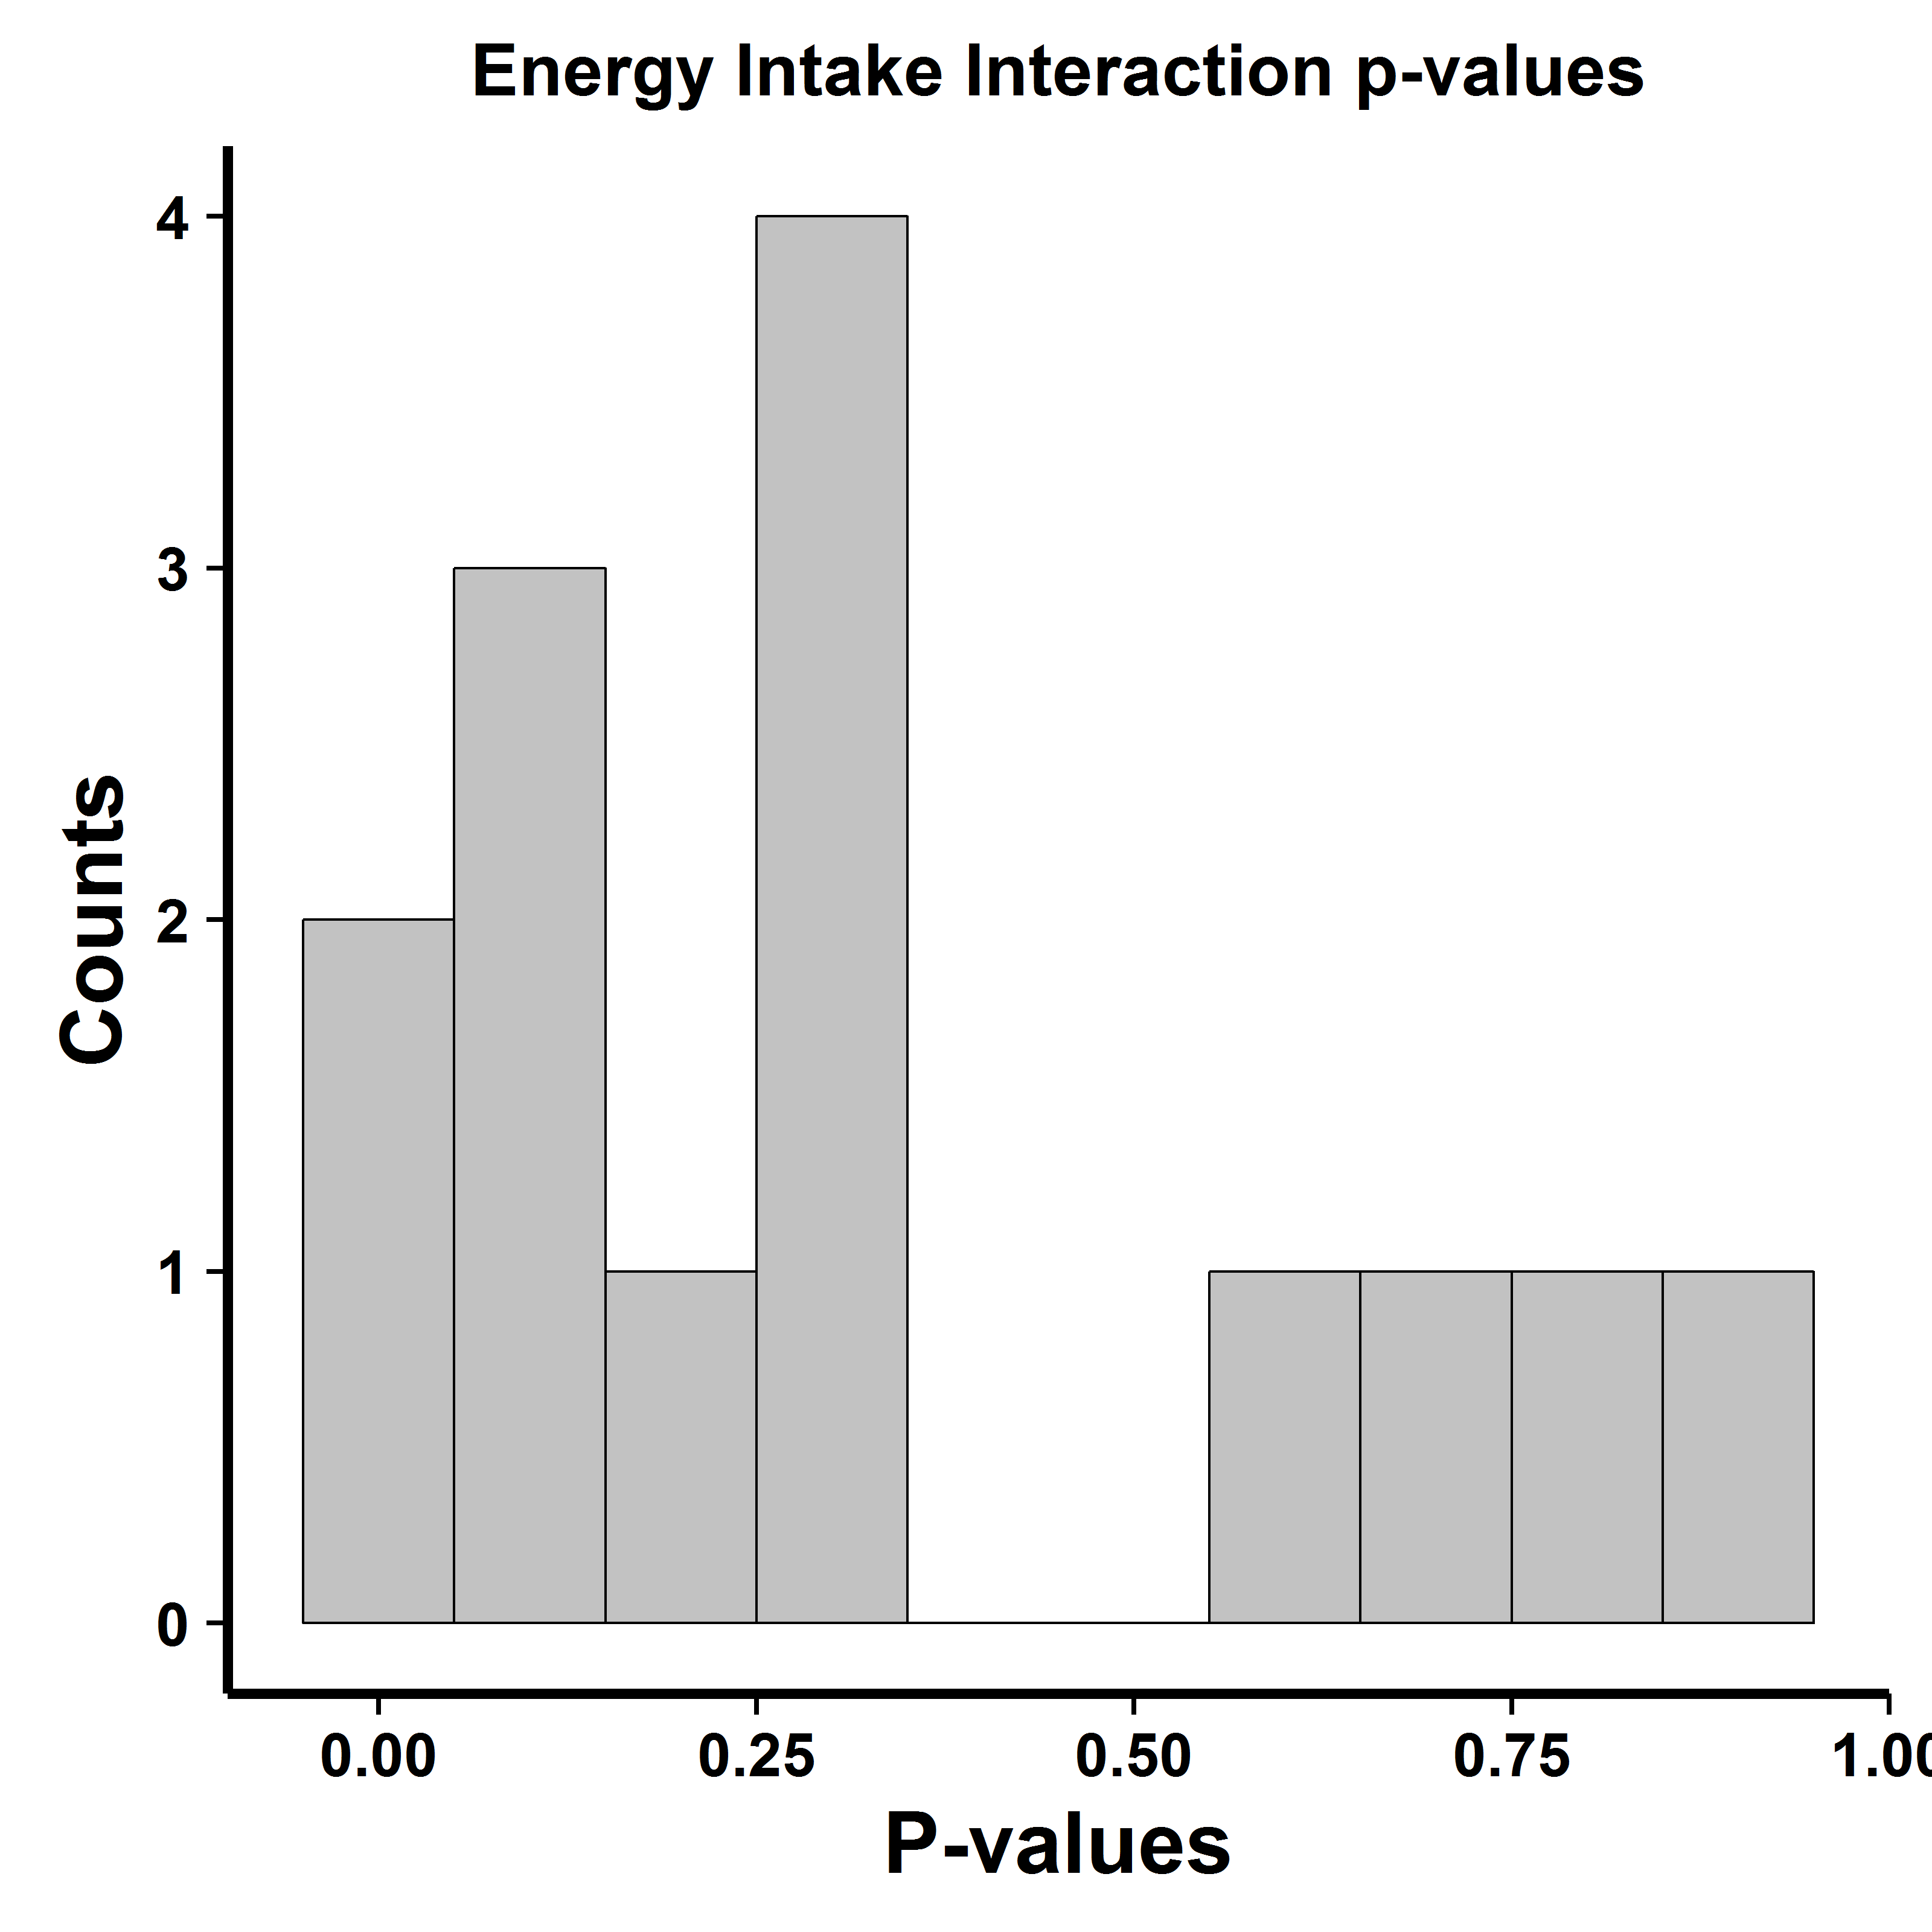 Energy Intake Interaction p-values
4
3
2
1
0
Counts
0.00 0.25 0.50 0.75 1.00
P-values